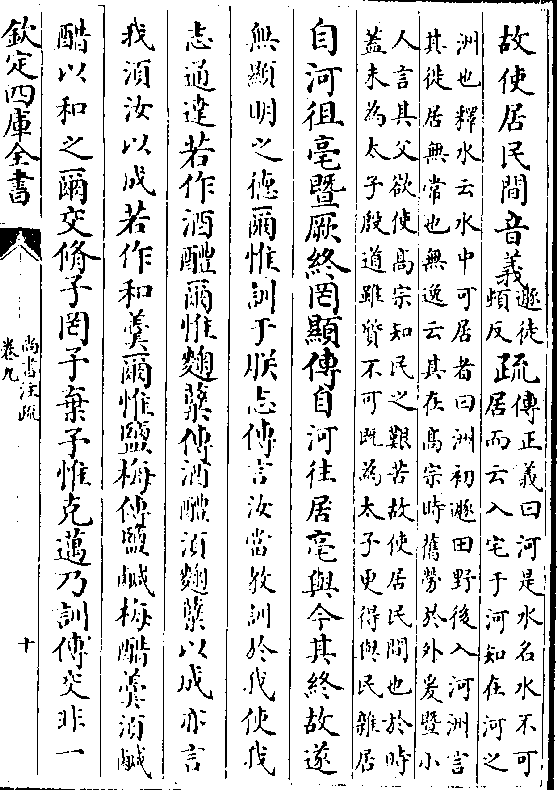 故使居民間音義遯徒頓反疏傳正義曰河是水名水不可居而云入宅于河知在河之
洲也釋水云水中可居者曰洲初遯田野後入河洲言其徙居無常也無逸云其在高宗時舊勞於外爰暨小
人言其父欲使高宗知民之艱苦故使居民間也於時蓋未為太子殷道雖質不可既為太子更得與民雜居
自河徂亳暨厥終罔顯傳自河往居亳與今其終故遂
無顯明之德爾惟訓于朕志傳言汝當教訓於我使我
志通達若作酒醴爾惟麴糵傳酒醴須麴糵以成亦言
我須汝以成若作和羹爾惟鹽梅傳鹽鹹梅醋羹須鹹
醋以和之爾交脩予罔予棄予惟克邁乃訓傳交非一
欽定四庫全書
尚書注疏
卷九
十